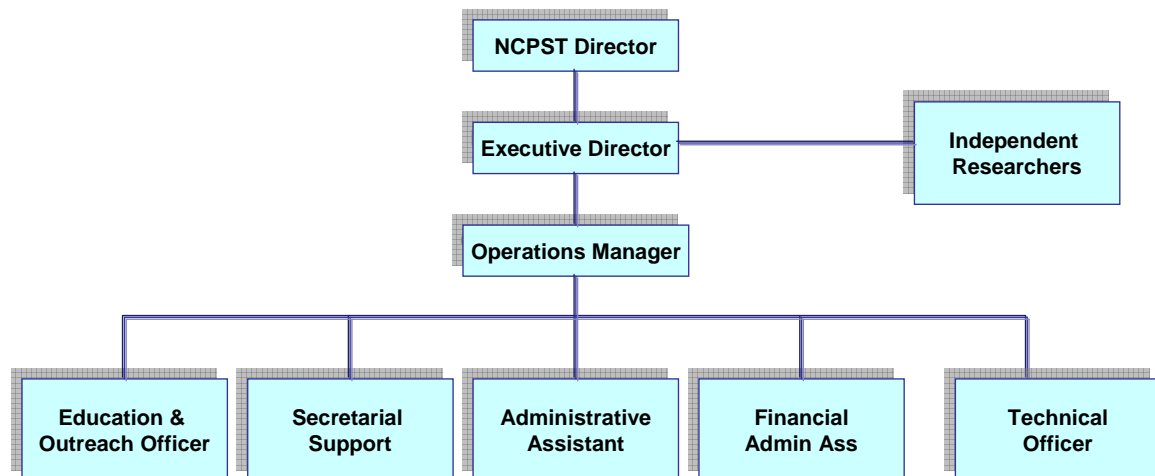 NCPST Director
Executive Director
Independent
Researchers
Operations Manager
Education &
Outreach Officer
Secretarial
Support
Administrative
Assistant
Financial
Admin Ass
Technical
Officer